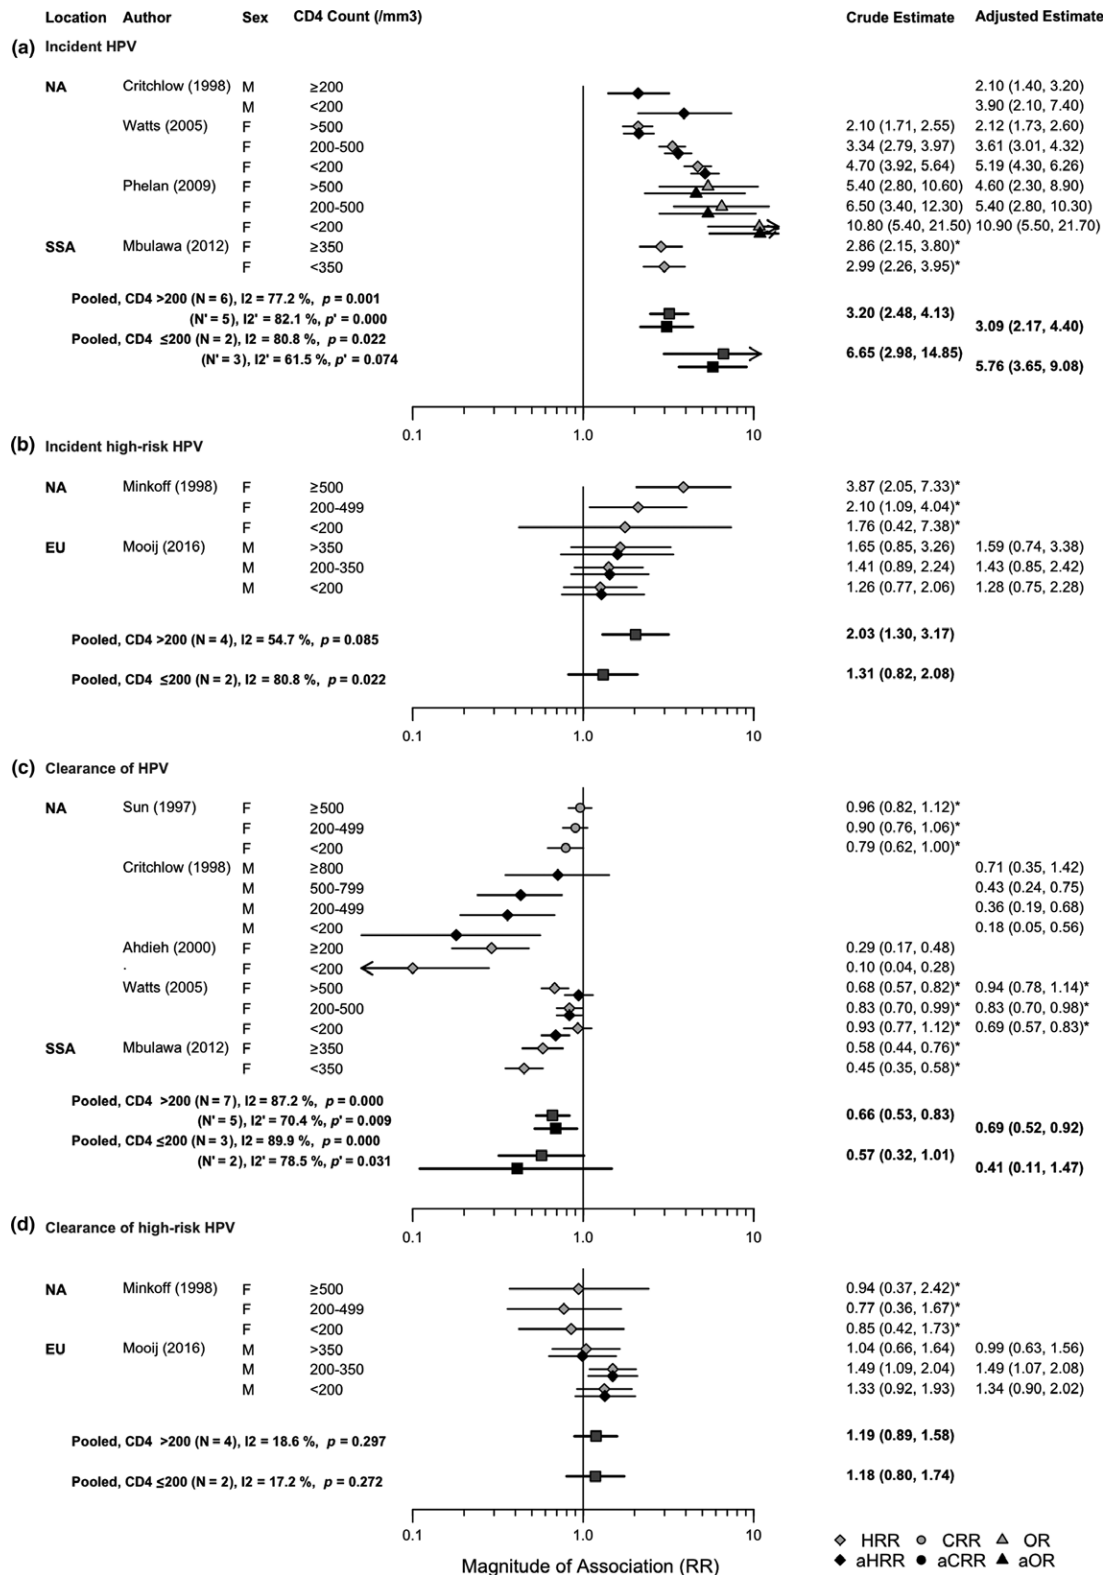 Location Author Sex CD4 Count (/mm3) Crude Estimate Adjusted Estimate
(a) Incident HPV
NA Critchlow (1998) M ≥200 2.10 (1.40, 3.20)
M <200 3.90 (2.10, 7.40)
Watts (2005) F >500 2.10 (1.71, 2.55) 2.12 (1.73, 2.60)
F 200-500 3.34 (2.79, 3.97) 3.61 (3.01, 4.32)
F <200 4.70 (3.92, 5.64) 5.19 (4.30, 6.26)
Phelan (2009) F >500 5.40 (2.80, 10.60) 4.60 (2.30, 8.90)
F 200-500 6.50 (3.40, 12.30) 5.40 (2.80, 10.30)
F <200 10.80 (5.40, 21.50) 10.90 (5.50, 21.70)
SSA Mbulawa (2012) F ≥350 2.86 (2.15, 3.80)*
F <350 2.99 (2.26, 3.95)*
Pooled, CD4 >200 (N = 6), I2 = 77.2 %, p = 0.001 3.20 (2.48, 4.13)
(N' = 5), I2' = 82.1 %, p' = 0.000 3.09 (2.17, 4.40)
Pooled, CD4 ≤200 (N = 2), I2 = 80.8 %, p = 0.022 6.65 (2.98, 14.85)
(N' = 3), I2' = 61.5 %, p' = 0.074 5.76 (3.65, 9.08)
0.1 1.0 10
(b) Incident high-risk HPV
NA Minkoff (1998) F ≥500 3.87 (2.05, 7.33)*
F 200-499 2.10 (1.09, 4.04)*
F <200 1.76 (0.42, 7.38)*
EU Mooij (2016) M >350 1.65 (0.85, 3.26) 1.59 (0.74, 3.38)
M 200-350 1.41 (0.89, 2.24) 1.43 (0.85, 2.42)
M <200 1.26 (0.77, 2.06) 1.28 (0.75, 2.28)
Pooled, CD4 >200 (N = 4), I2 = 54.7 %, p = 0.085 2.03 (1.30, 3.17)
Pooled, CD4 ≤200 (N = 2), I2 = 80.8 %, p = 0.022 1.31 (0.82, 2.08)
0.1 1.0 10
(c) Clearance of HPV
NA Sun (1997) F ≥500 0.96 (0.82, 1.12)*
F 200-499 0.90 (0.76, 1.06)*
F <200 0.79 (0.62, 1.00)*
Critchlow (1998) M ≥800 0.71 (0.35, 1.42)
M 500-799 0.43 (0.24, 0.75)
M 200-499 0.36 (0.19, 0.68)
M <200 0.18 (0.05, 0.56)
Ahdieh (2000) F ≥200 0.29 (0.17, 0.48)
. F <200 0.10 (0.04, 0.28)
Watts (2005) F >500 0.68 (0.57, 0.82)* 0.94 (0.78, 1.14)*
F 200-500 0.83 (0.70, 0.99)* 0.83 (0.70, 0.98)*
F <200 0.93 (0.77, 1.12)* 0.69 (0.57, 0.83)*
SSA Mbulawa (2012) F ≥350 0.58 (0.44, 0.76)*
F <350 0.45 (0.35, 0.58)*
Pooled, CD4 >200 (N = 7), I2 = 87.2 %, p = 0.000 0.66 (0.53, 0.83)
(N' = 5), I2' = 70.4 %, p' = 0.009 0.69 (0.52, 0.92)
Pooled, CD4 ≤200 (N = 3), I2 = 89.9 %, p = 0.000 0.57 (0.32, 1.01)
(N' = 2), I2' = 78.5 %, p' = 0.031 0.41 (0.11, 1.47)
0.1 1.0 10
(d) Clearance of high-risk HPV
NA Minkoff (1998) F ≥500 0.94 (0.37, 2.42)*
F 200-499 0.77 (0.36, 1.67)*
F <200 0.85 (0.42, 1.73)*
EU Mooij (2016) M >350 1.04 (0.66, 1.64) 0.99 (0.63, 1.56)
M 200-350 1.49 (1.09, 2.04) 1.49 (1.07, 2.08)
M <200 1.33 (0.92, 1.93) 1.34 (0.90, 2.02)
Pooled, CD4 >200 (N = 4), I2 = 18.6 %, p = 0.297 1.19 (0.89, 1.58)
Pooled, CD4 ≤200 (N = 2), I2 = 17.2 %, p = 0.272 1.18 (0.80, 1.74)
0.1 1.0 10
Magnitude of Association (RR)
HRR CRR OR
aHRR aCRR aOR